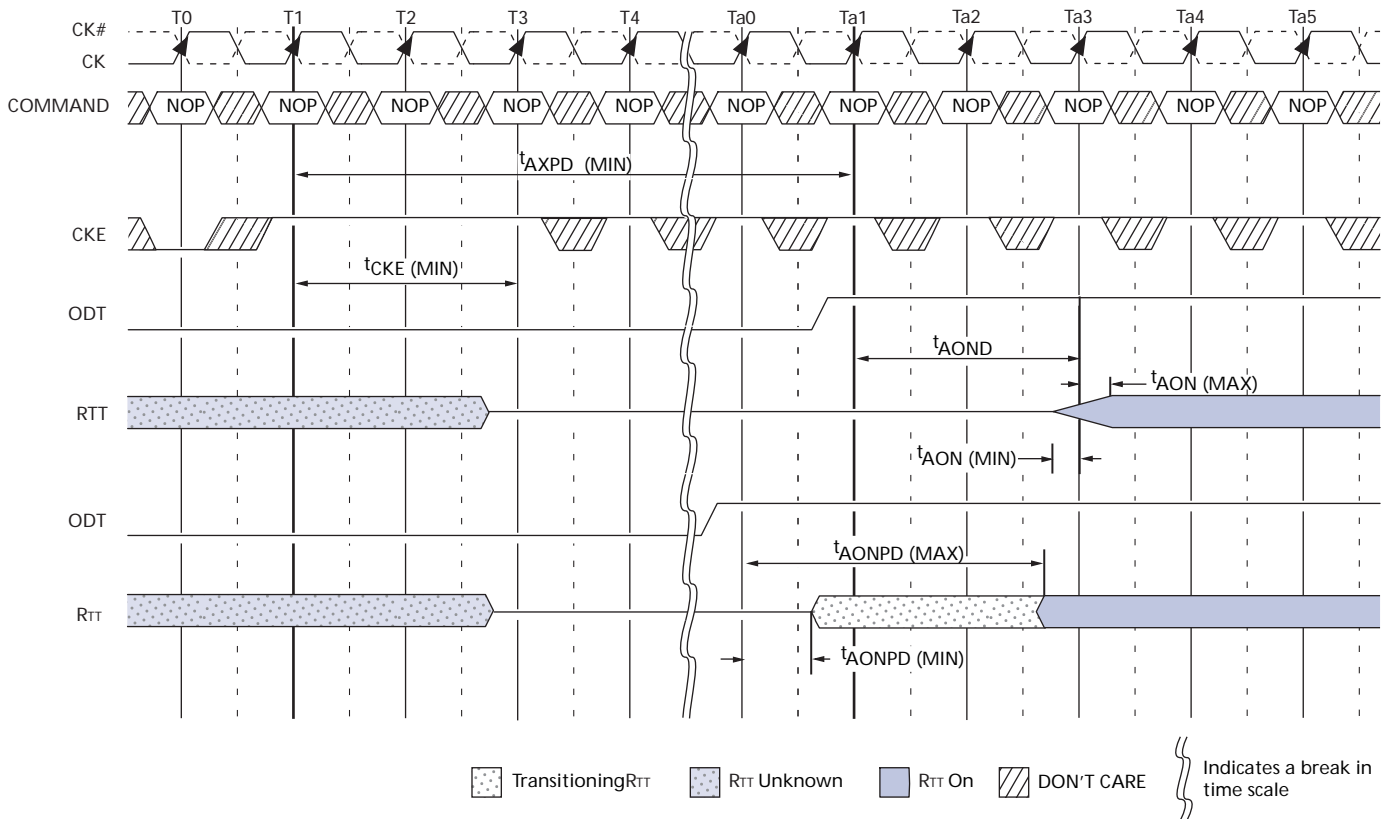 T0 T1 T2 T3 T4 Ta0 Ta1 Ta2 Ta3 Ta4 Ta5
CK#
CK
COMMAND NOP NOP NOP NOP NOP NOP NOP NOP NOP NOP NOP
tAXPD (MIN)
CKE
tCKE (MIN)
ODT
tAOND
tAON (MAX)
RTT
tAON (MIN)
ODT
tAONPD (MAX)
RTT
tAONPD (MIN)
TransitioningRTT RTT Unknown RTT On DON'T CARE Indicates a break in
time scale